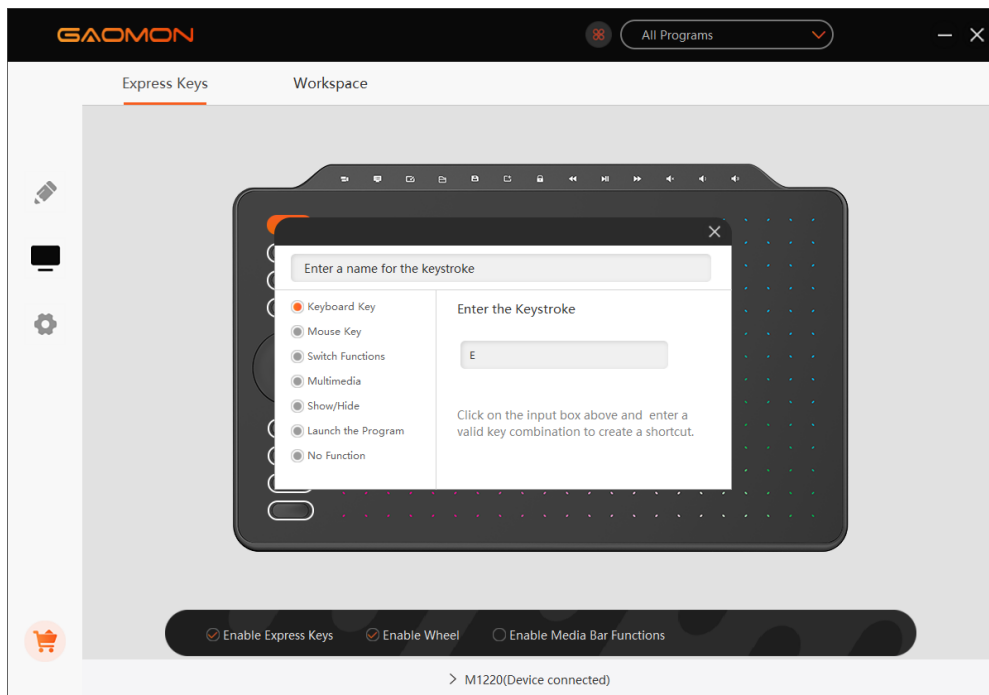 GAOMON
All Programs
Express Keys
Workspace
Enter a name for the keystroke
Keyboard Key
Mouse Key
Switch Functions
Multimedia
Show/Hide
Launch the Program
No Function
Enter the Keystroke
E
Click on the input box above and enter a
valid key combination to create a shortcut.
Enable Express Keys
Enable Wheel
Enable Media Bar Functions
M1220(Device connected)